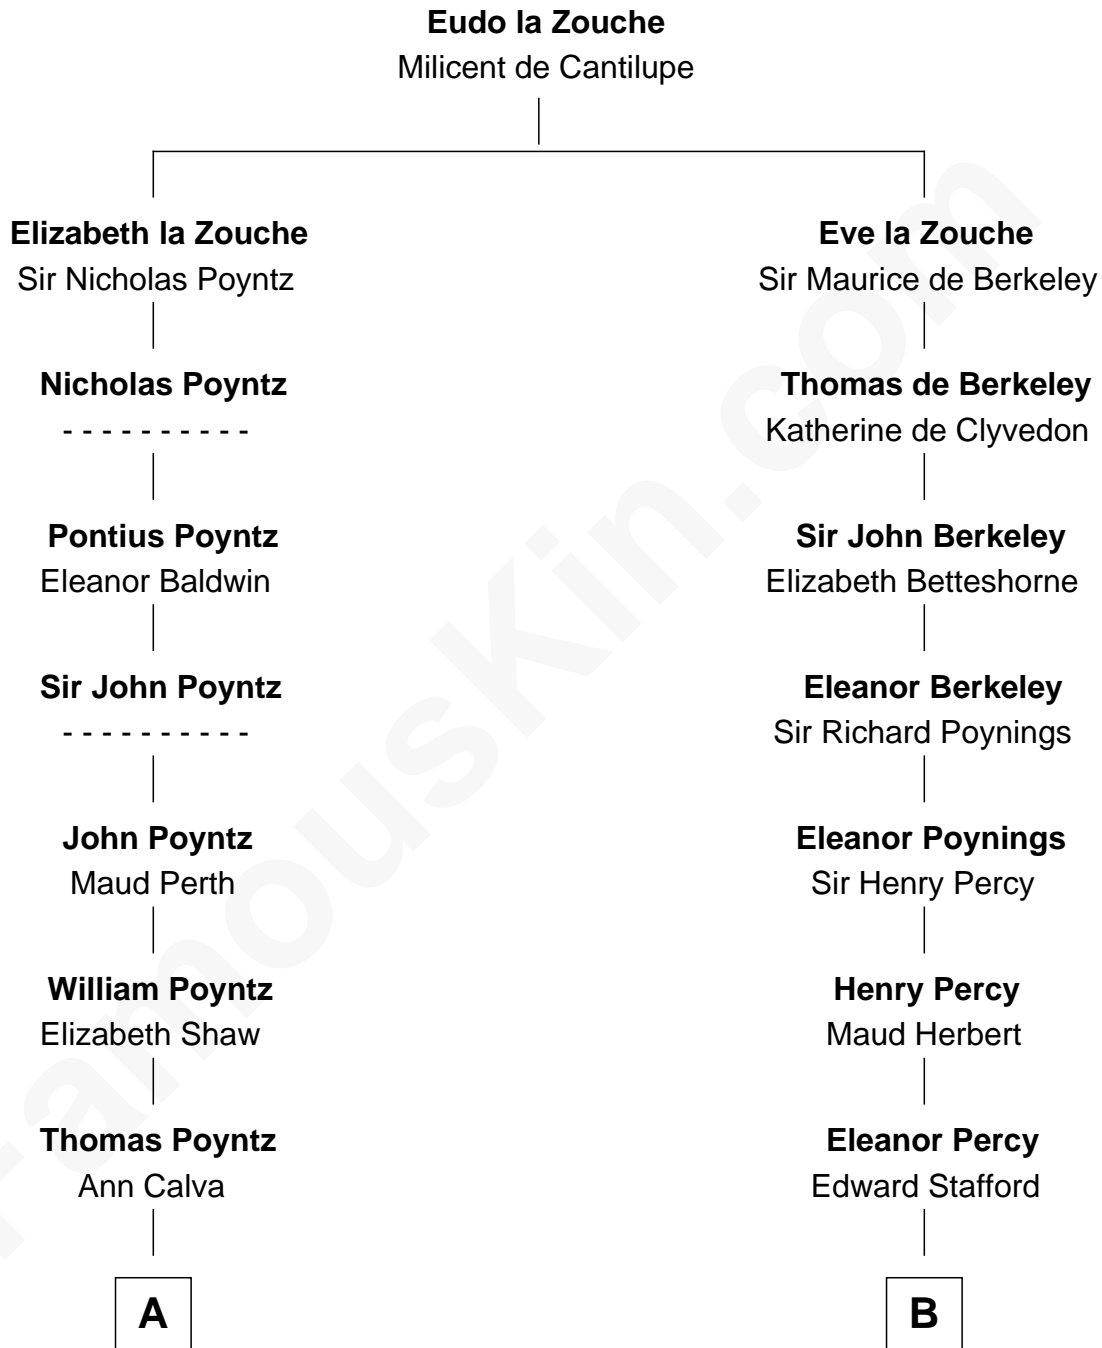 Eudo la Zouche
Milicent de Cantilupe
Elizabeth la Zouche
Sir Nicholas Poyntz
Nicholas Poyntz
- - - - - - - - - -
Pontius Poyntz
Eleanor Baldwin
Sir John Poyntz
- - - - - - - - - -
John Poyntz
Maud Perth
William Poyntz
Elizabeth Shaw
Thomas Poyntz
Ann Calva
A
Eve la Zouche
Sir Maurice de Berkeley
Thomas de Berkeley
Katherine de Clyvedon
Sir John Berkeley
Elizabeth Betteshorne
Eleanor Berkeley
Sir Richard Poynings
Eleanor Poynings
Sir Henry Percy
Henry Percy
Maud Herbert
Eleanor Percy
Edward Stafford
B
FamousKin.com